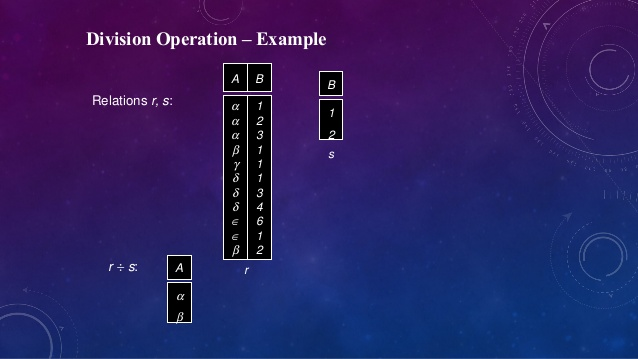 Division Operation – Example
Relations r, s:
A B
α 1
α 2
α 3
β 1
γ 1
δ 1
δ 3
δ 4
∈ 6
∈ 1
β 2
r
B
1
2
s
r ÷ s:
A
α
β